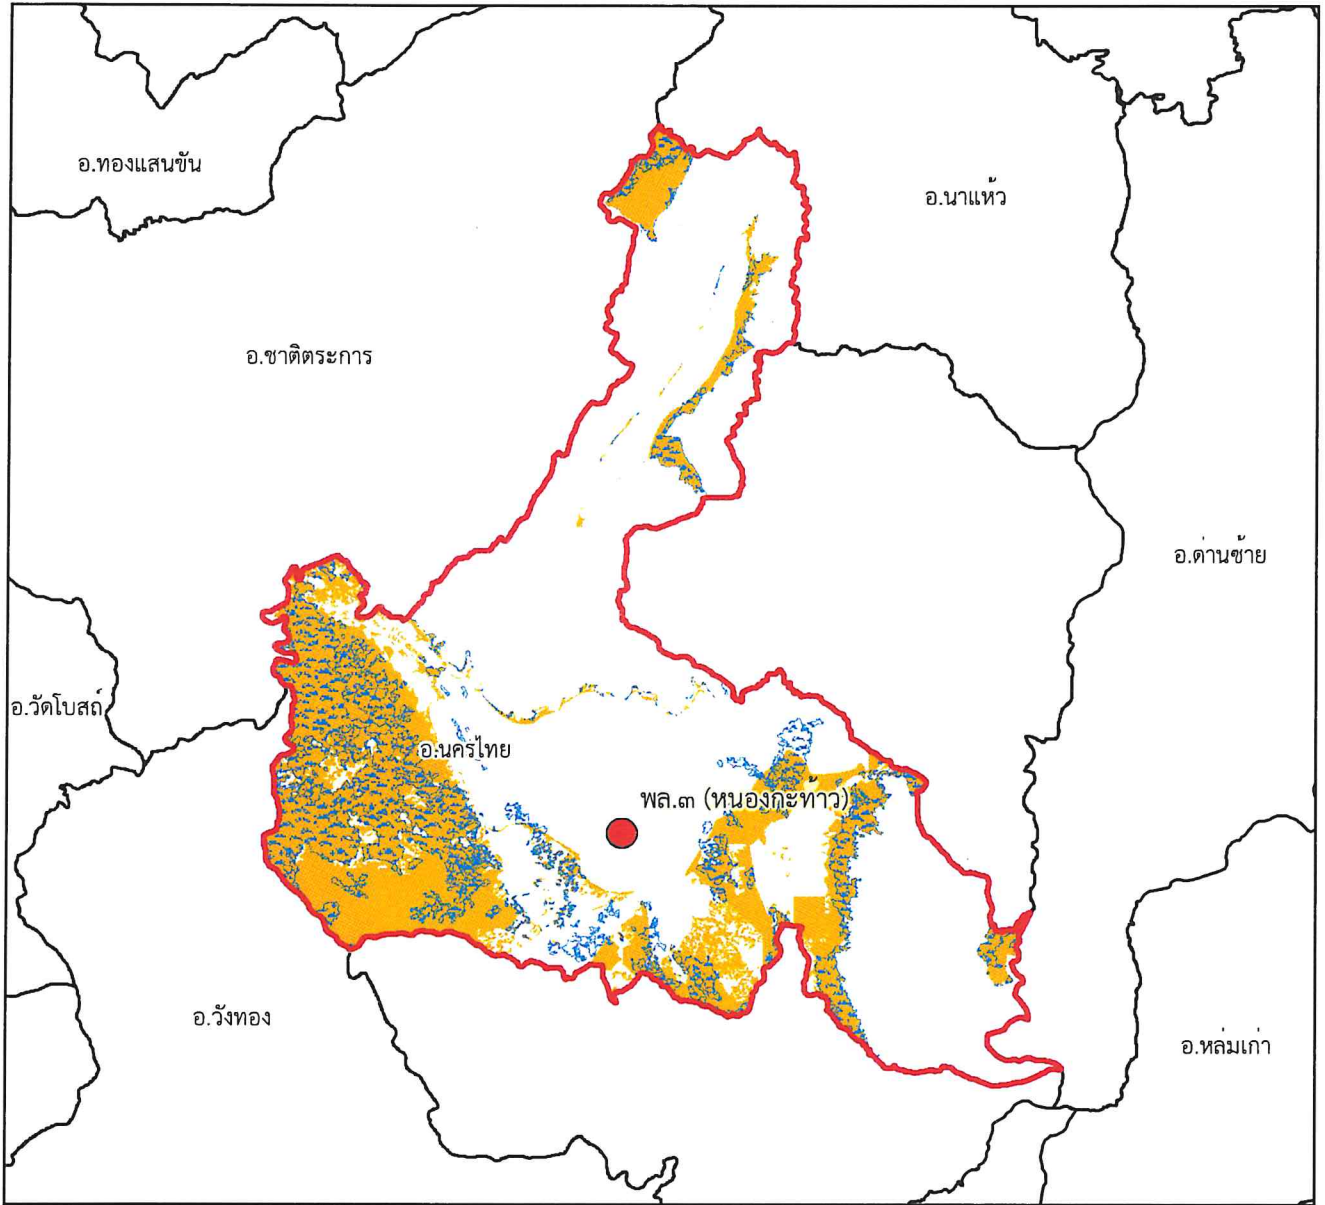 อ.ทองแสนขัน
อ.นาแห้ว
อ.ชาติตระการ
อ.ด่านซ้าย
อ.วัดโบสถ์
อ.นครไทย
พล.๓ (หนองกะท้าว)
อ.วังทอง
อ.หล่มเก่า